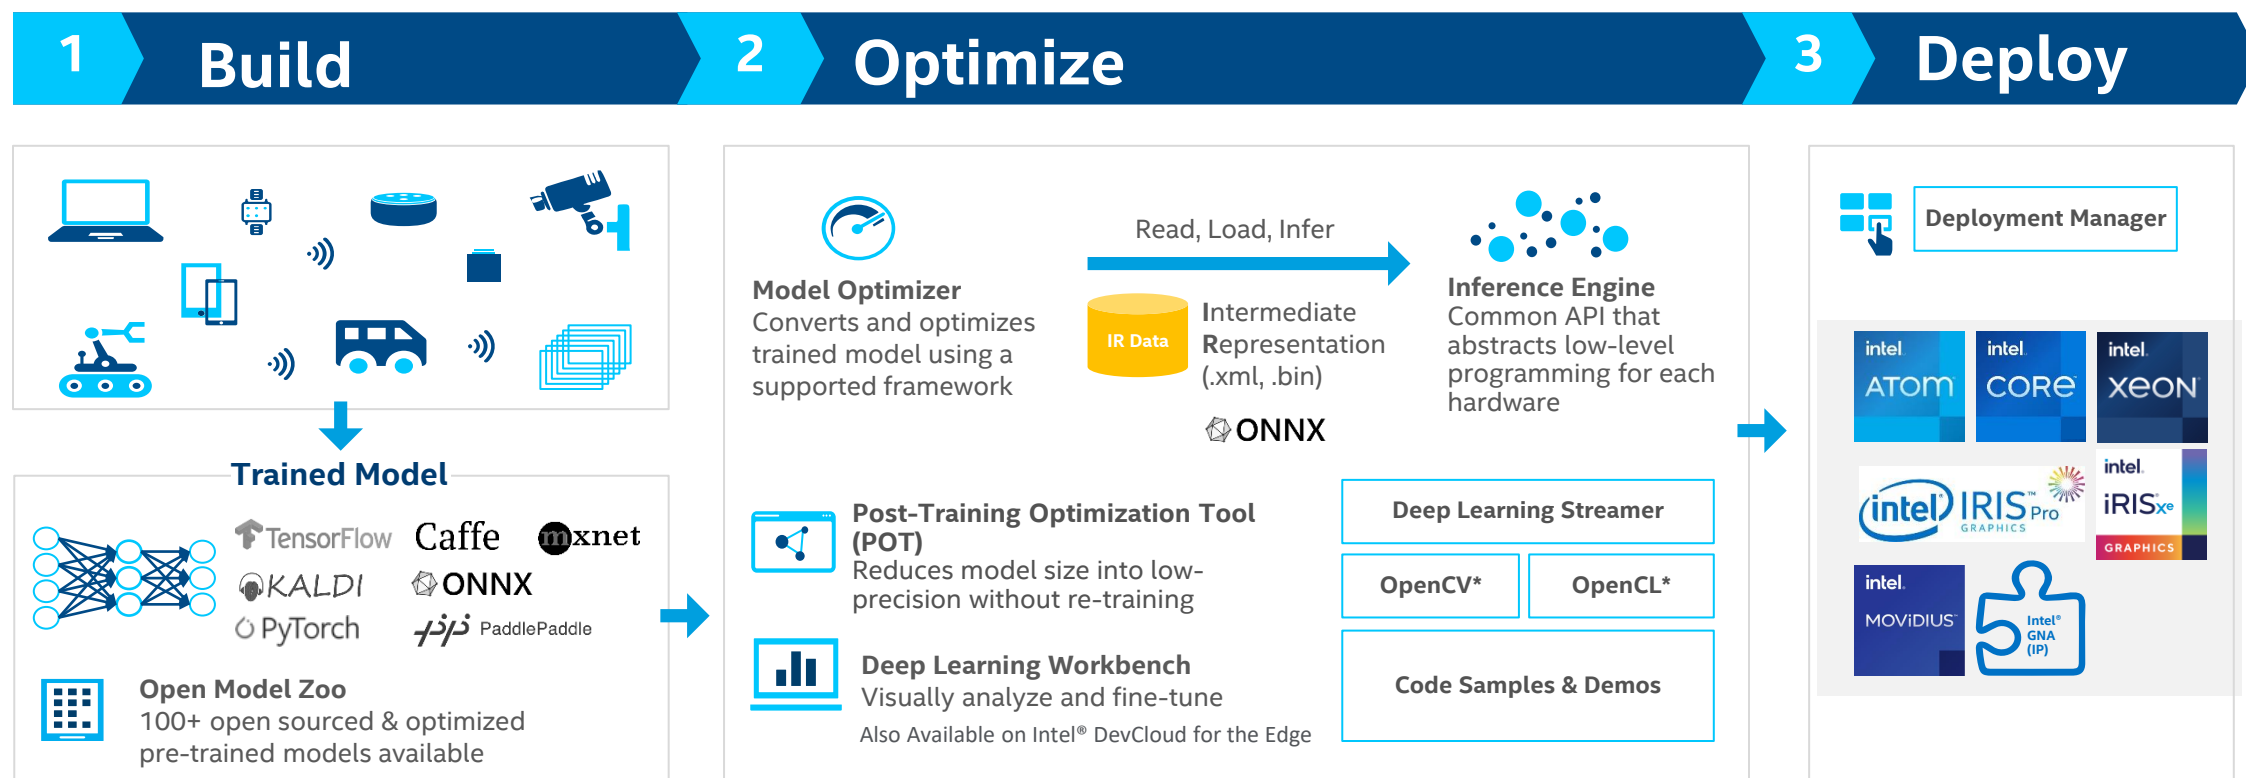 1 Build
2 Optimize
3 Deploy
Trained Model
TensorFlow
Caffe
mxnet
KALDI
ONNX
PyTorch
PaddlePaddle
Open Model Zoo
100+ open sourced & optimized
pre-trained models available
Model Optimizer
Converts and optimizes
trained model using a
supported framework
Read, Load, Infer
IR Data
Intermediate
Representation
(.xml, .bin)
ONNX
Inference Engine
Common API that
abstracts low-level
programming for each
hardware
Post-Training Optimization Tool
(POT)
Reduces model size into low-
precision without re-training
Deep Learning Workbench
Visually analyze and fine-tune
Also Available on Intel® DevCloud for the Edge
Deep Learning Streamer
OpenCV*
OpenCL*
Code Samples & Demos
Deployment Manager
intel.
ATOM
intel.
CORE
intel.
XEON
intel IRIS™ Pro
GRAPHICS
intel.
iRIS Xe
GRAPHICS
intel.
MOViDIUS™
Intel®
GNA
(IP)